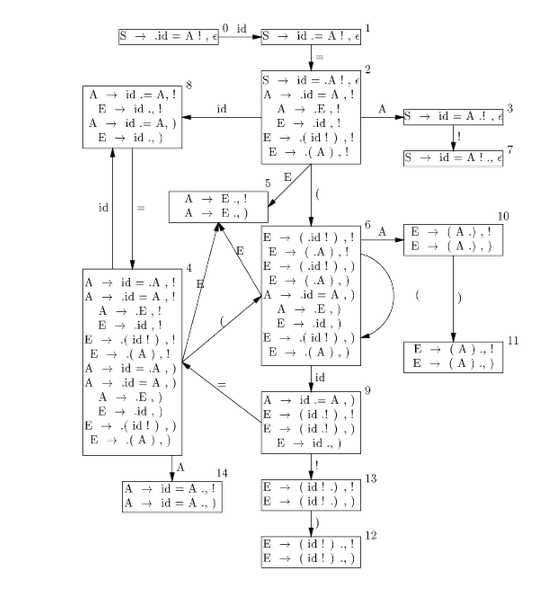 0 id 1
S → .id = A ! , ϵ
S → id .= A ! , ϵ
=
8
2
A → id .= A, !
E → id ., !
A → id .= A, )
E → id ., )
id
S → id = .A ! , ϵ
A → .id = A , !
A → .E , !
E → .id , !
E → .( id ! ) , !
E → .( A ) , !
A
3
S → id = A .! , ϵ
!
7
S → id = A ! ., ϵ
5
E
(
A → E ., !
A → E ., )
id
=
6
E → ( .id ! ) , !
E → ( .A ) , !
E → ( .id ! ) , )
E → ( .A ) , )
A → .id = A , )
A → .E , )
E → .id , )
E → .( id ! ) , )
E → .( A ) , )
A
10
E → ( A .) , !
E → ( A .) , )
E
E
(
(
)
4
A → id = .A , !
A → .id = A , !
A → .E , !
E → .id , !
E → .( id ! ) , !
E → .( A ) , !
A → id = .A , )
A → .id = A , )
A → .E , )
E → .id , )
E → .( id ! ) , )
E → .( A ) , )
11
E → ( A ) ., !
E → ( A ) ., )
id
=
9
A → id .= A , )
E → ( id .! ) , !
E → ( id .! ) , )
E → id ., )
A
14
A → id = A ., !
A → id = A ., )
!
13
E → ( id ! .) , !
E → ( id ! .) , )
)
12
E → ( id ! ) ., !
E → ( id ! ) ., )